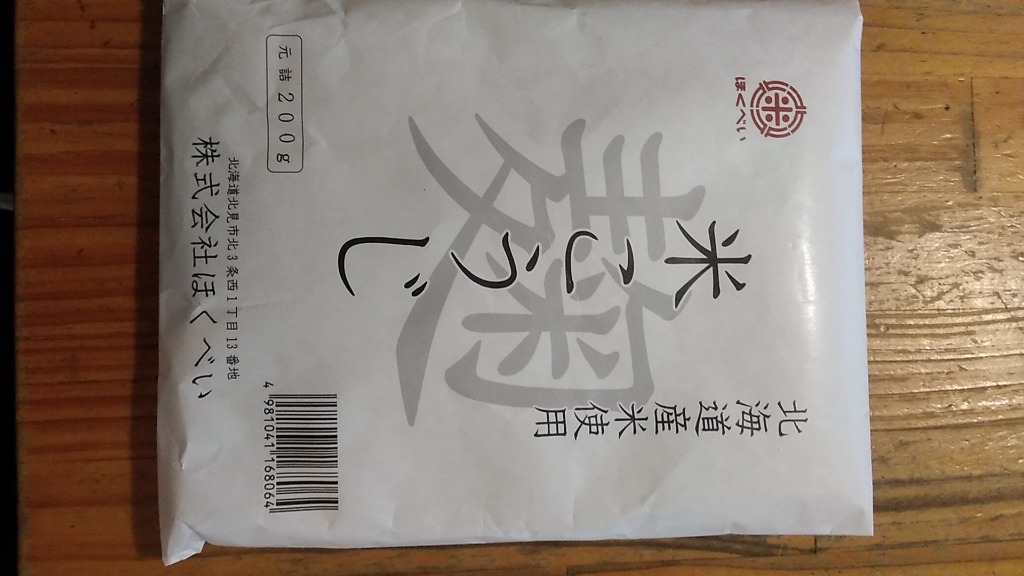 ほくべい
麹
米こうじ
北海道産米使用
元詰200g
北海道北見市北3条西1丁目13番地
株式会社ほくべい
4981041168064